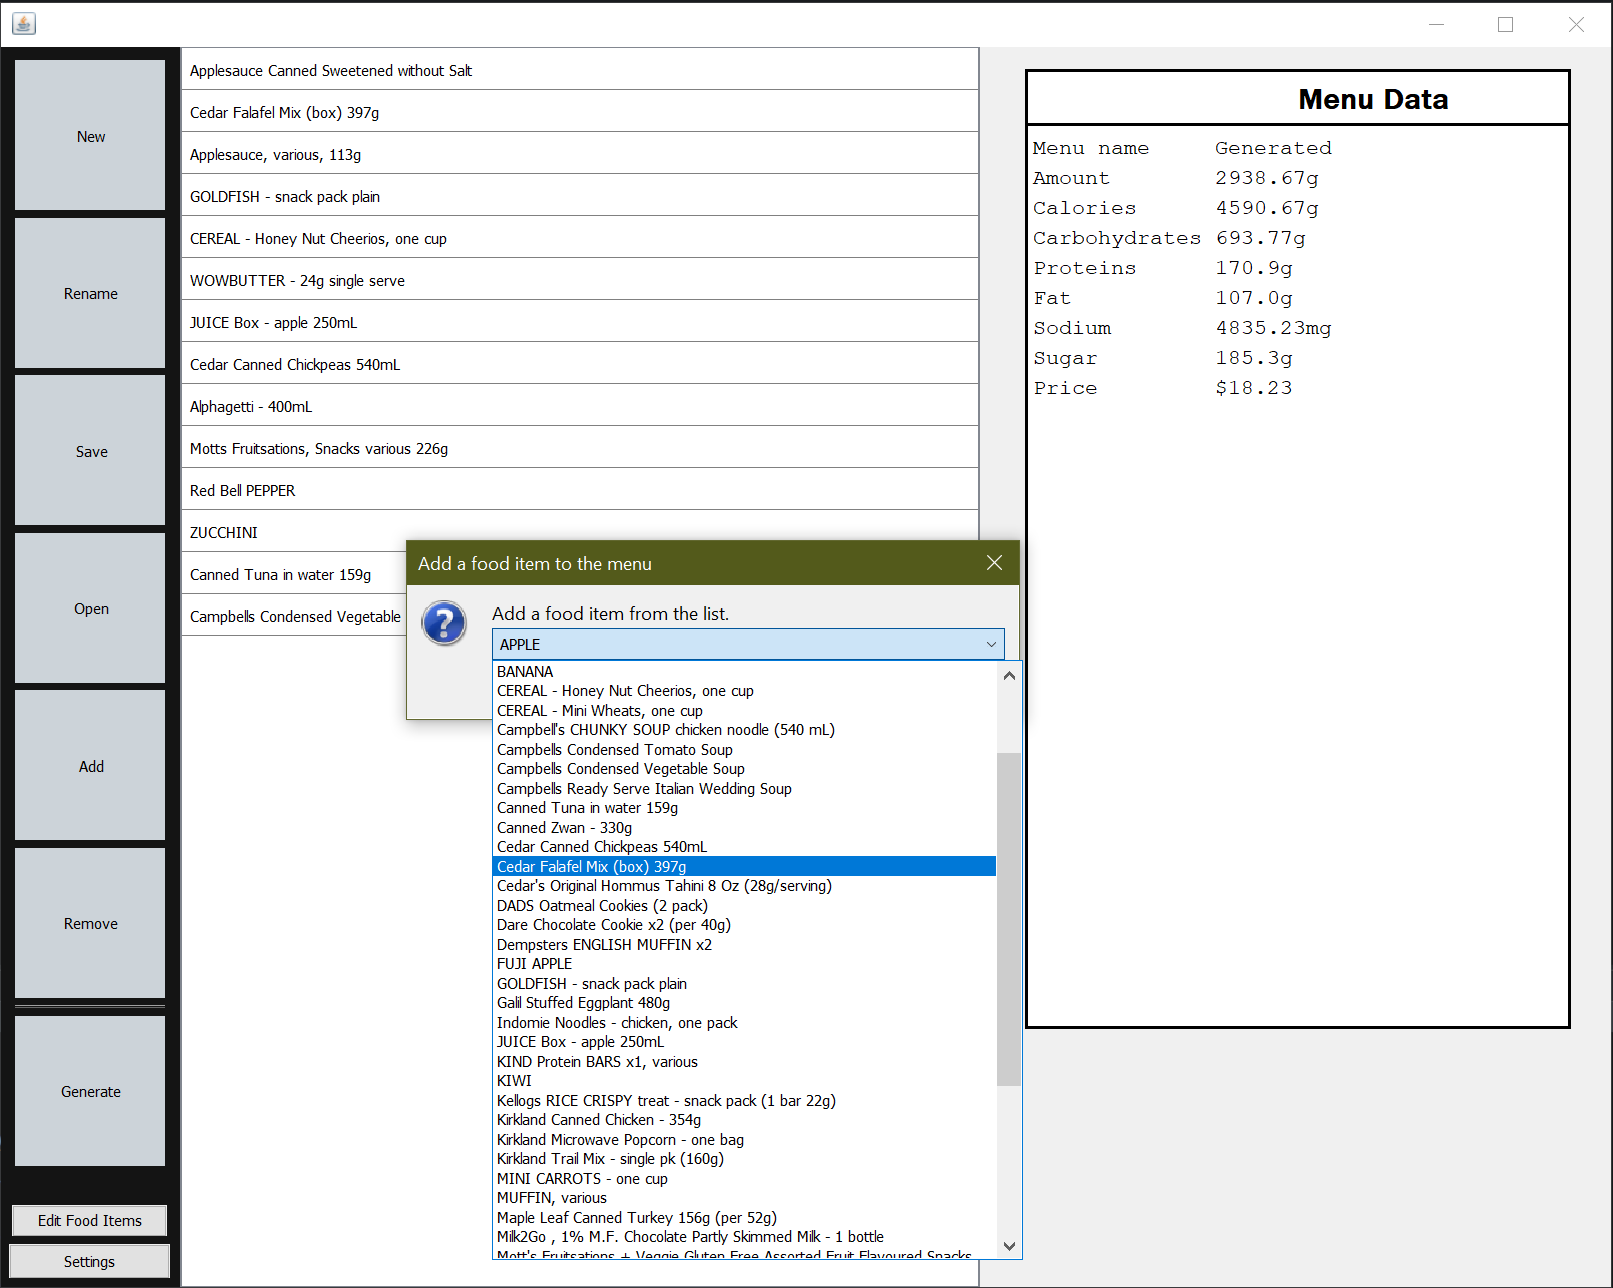 New
Rename
Save
Open
Add
Remove
Generate
Edit Food Items
Settings
Applesauce Canned Sweetened without Salt
Cedar Falafel Mix (box) 397g
Applesauce, various, 113g
GOLDFISH - snack pack plain
CEREAL - Honey Nut Cheerios, one cup
WOWBUTTER - 24g single serve
JUICE Box - apple 250mL
Cedar Canned Chickpeas 540mL
Alphagetti - 400mL
Motts Fruitsations, Snacks various 226g
Red Bell PEPPER
ZUCCHINI
Canned Tuna in water 159g
Campbells Condensed Vegetable
Add a food item to the menu
Add a food item from the list.
APPLE
BANANA
CEREAL - Honey Nut Cheerios, one cup
CEREAL - Mini Wheats, one cup
Campbell's CHUNKY SOUP chicken noodle (540 mL)
Campbells Condensed Tomato Soup
Campbells Condensed Vegetable Soup
Campbells Ready Serve Italian Wedding Soup
Canned Tuna in water 159g
Canned Zwan - 330g
Cedar Canned Chickpeas 540mL
Cedar Falafel Mix (box) 397g
Cedar's Original Hommus Tahini 8 Oz (28g/serving)
DADS Oatmeal Cookies (2 pack)
Dare Chocolate Cookie x2 (per 40g)
Dempsters ENGLISH MUFFIN x2
FUJI APPLE
GOLDFISH - snack pack plain
Galil Stuffed Eggplant 480g
Indomie Noodles - chicken, one pack
JUICE Box - apple 250mL
KIND Protein BARS x1, various
KIWI
Kellogs RICE CRISPY treat - snack pack (1 bar 22g)
Kirkland Canned Chicken - 354g
Kirkland Microwave Popcorn - one bag
Kirkland Trail Mix - single pk (160g)
MINI CARROTS - one cup
MUFFIN, various
Maple Leaf Canned Turkey 156g (per 52g)
Milk2Go , 1% M.F. Chocolate Partly Skimmed Milk - 1 bottle
Mott's Fruitsations + Veggie Gluten Free Assorted Fruit Flavoured Snacks
Menu Data
Menu name Generated
Amount 2938.67g
Calories 4590.67g
Carbohydrates 693.77g
Proteins 170.9g
Fat 107.0g
Sodium 4835.23mg
Sugar 185.3g
Price $18.23